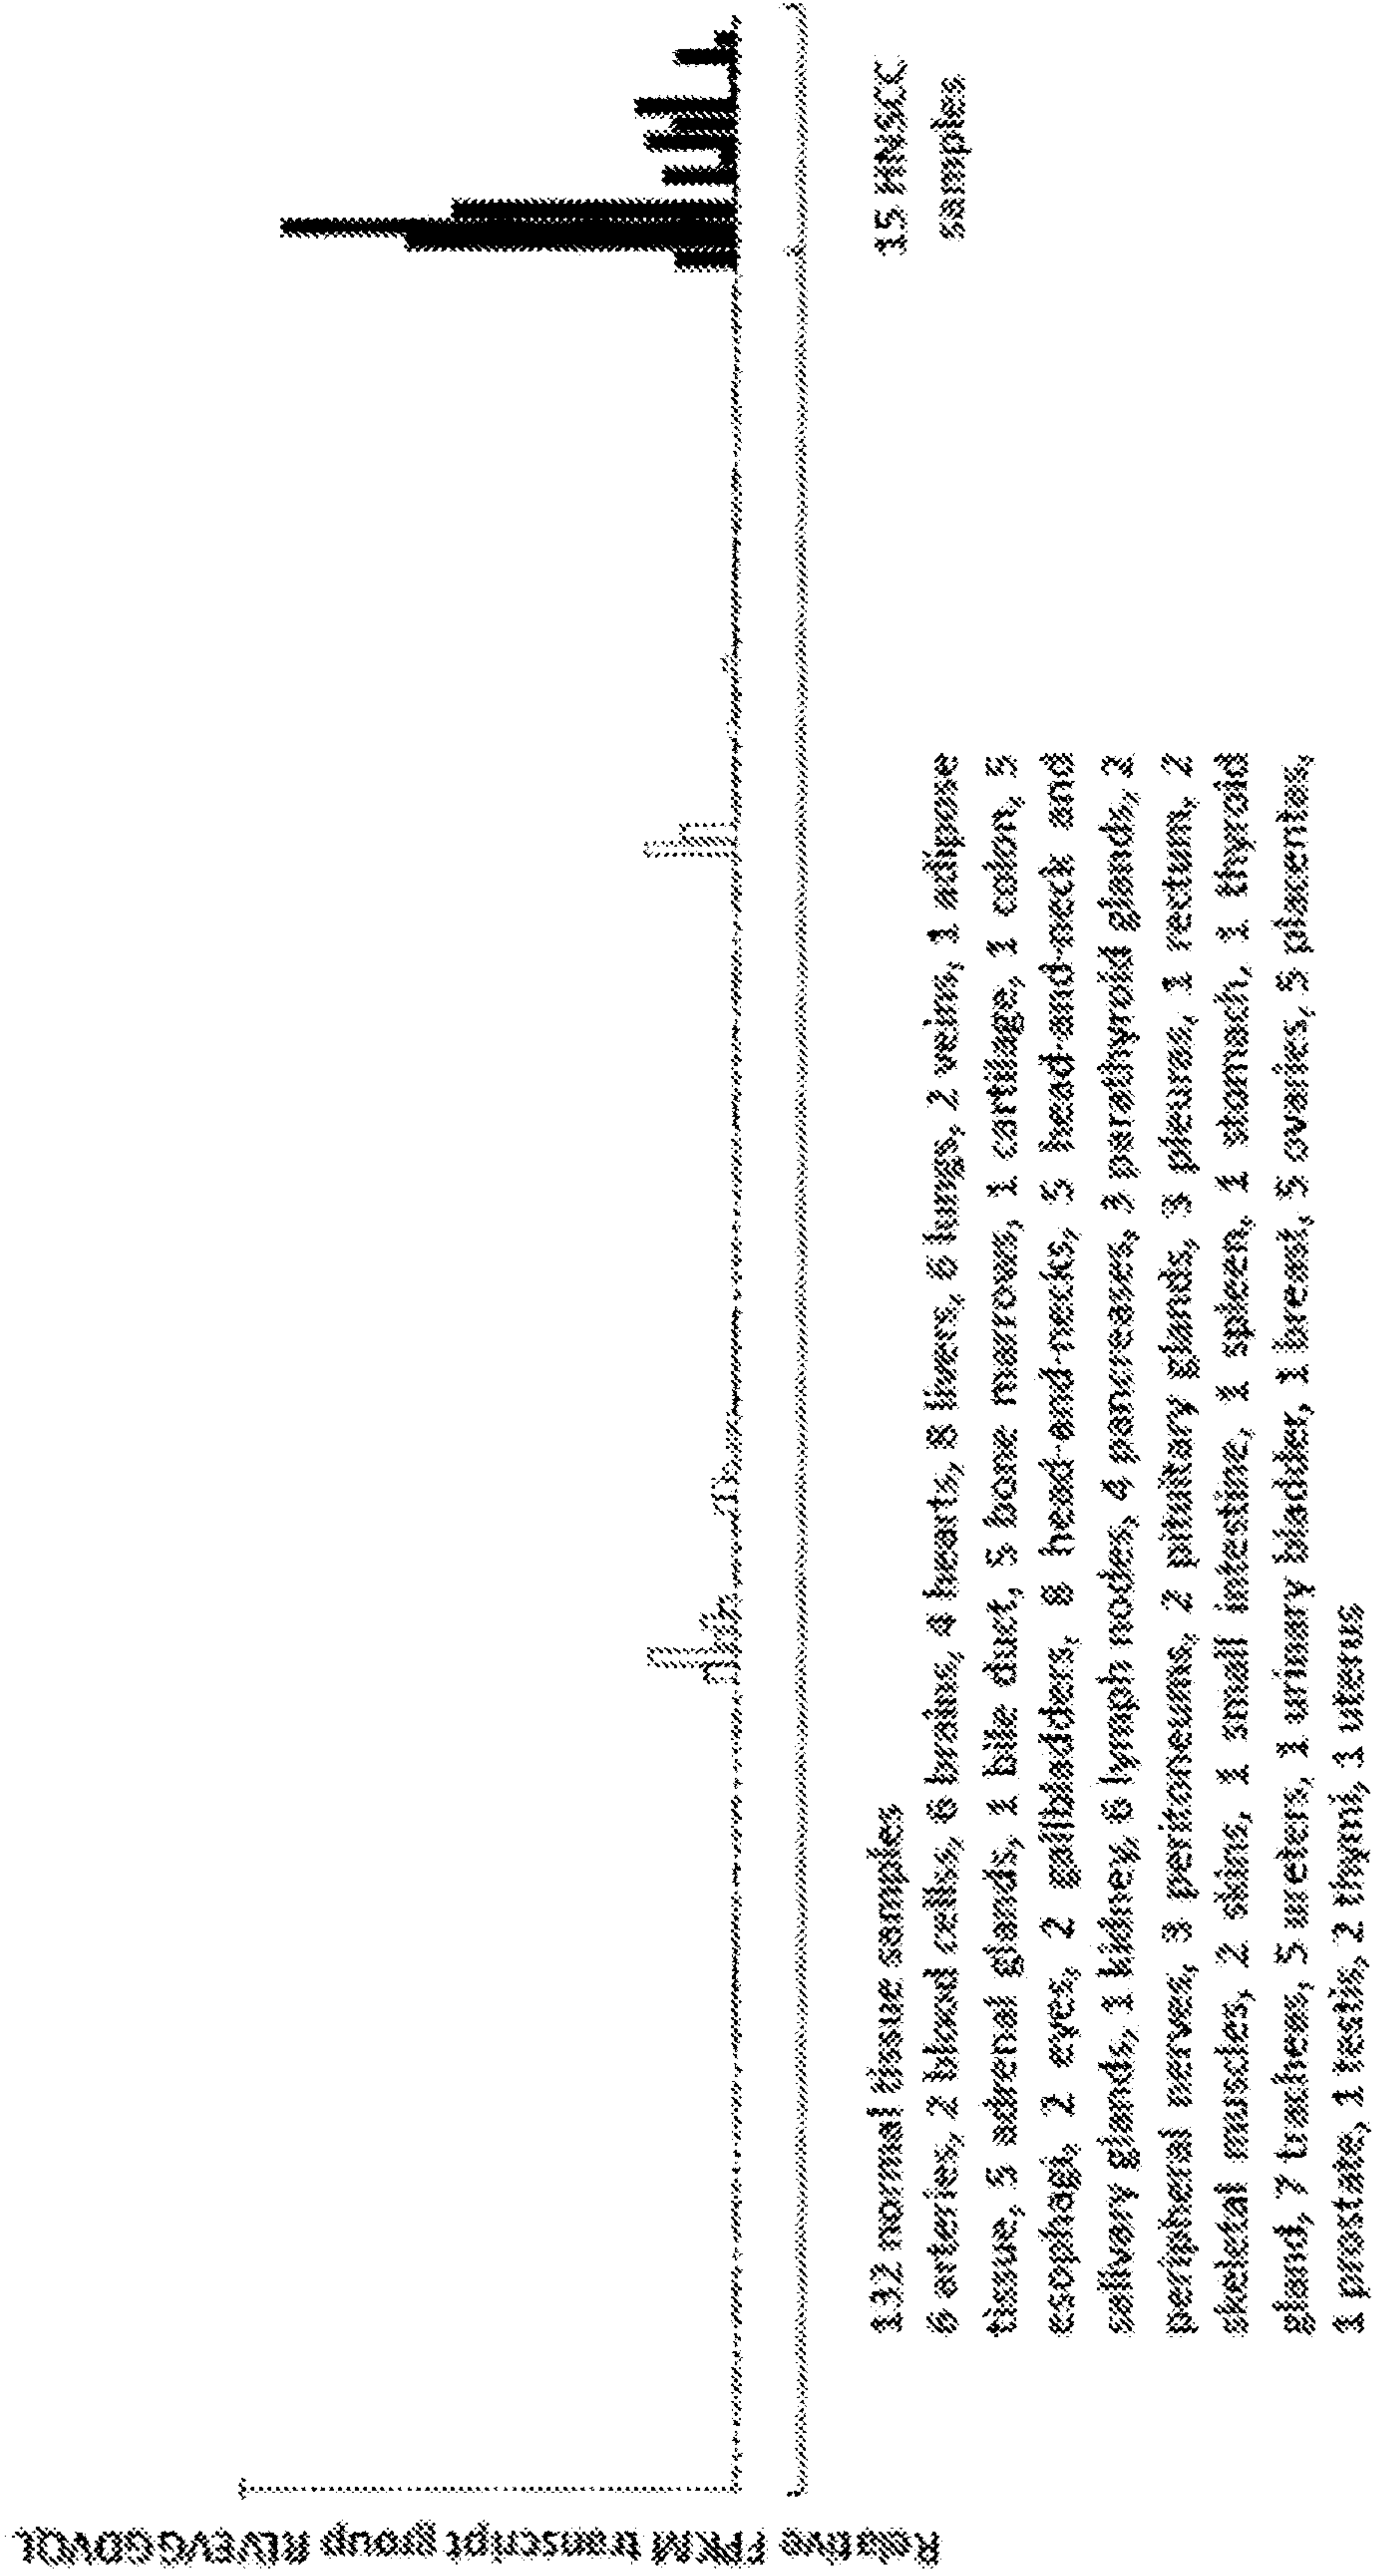 Relative FPKM transcript group RLVEVGGDVQL
132 normal tissue samples
6 arteries, 2 blood cells, 6 brains, 4 hearts, 8 livers, 6 lungs, 2 veins, 1 adipose
tissue, 5 adrenal glands, 1 bile duct, 5 bone marrows, 1 cartilage, 1 colon, 5
esophagi, 2 eyes, 2 gallbladders, 8 head-and-necks, 5 head-and-neck and
salivary glands, 1 kidney, 6 lymph nodes, 4 pancreases, 3 parathyroid glands, 2
peripheral nerves, 3 peritoneums, 2 pituitary glands, 3 pleuras, 1 rectum, 2
skeletal muscles, 2 skins, 1 small intestine, 1 spleen, 1 stomach, 1 thyroid
gland, 7 tracheas, 5 ureters, 1 urinary bladder, 1 breast, 5 ovaries, 5 placentas,
1 prostate, 1 testis, 2 thymi, 1 uterus
15 HNSCC
samples